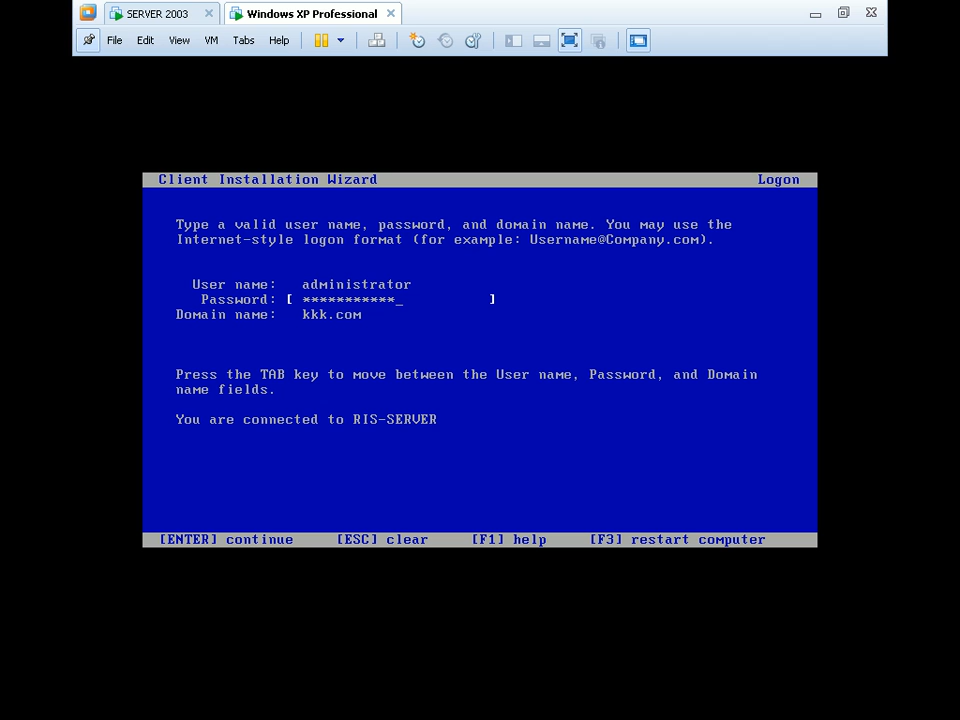 SERVER 2003 Windows XP Professional
File Edit View VM Tabs Help
Client Installation Wizard Logon
Type a valid user name, password, and domain name. You may use the
Internet-style logon format (for example: Username@Company.com).
User name: administrator
Password: [ ***********_ ]
Domain name: kkk.com
Press the TAB key to move between the User name, Password, and Domain
name fields.
You are connected to RIS-SERVER
[ENTER] continue [ESC] clear [F1] help [F3] restart computer